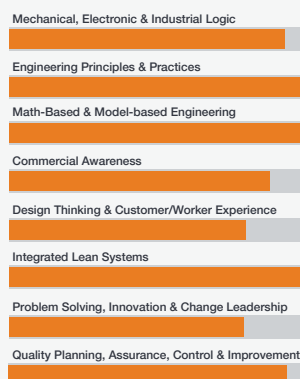 Mechanical, Electronic & Industrial Logic
Engineering Principles & Practices
Math-Based & Model-based Engineering
Commercial Awareness
Design Thinking & Customer/Worker Experience
Integrated Lean Systems
Problem Solving, Innovation & Change Leadership
Quality Planning, Assurance, Control & Improvement